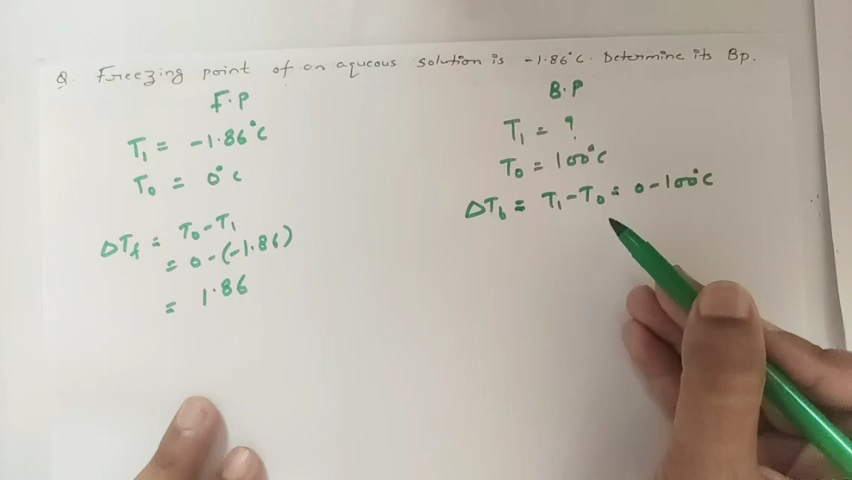 Q. Freezing point of an aqueous solution is -1.86°C. Determine its Bp.
F.P
T₁ = -1.86°C
T₀ = 0°C
ΔTf = T₀-T₁
= 0-(-1.86)
= 1.86
B.P
T₁ = ?
T₀ = 100°C
ΔTb = T₁-T₀ = 0-100°C